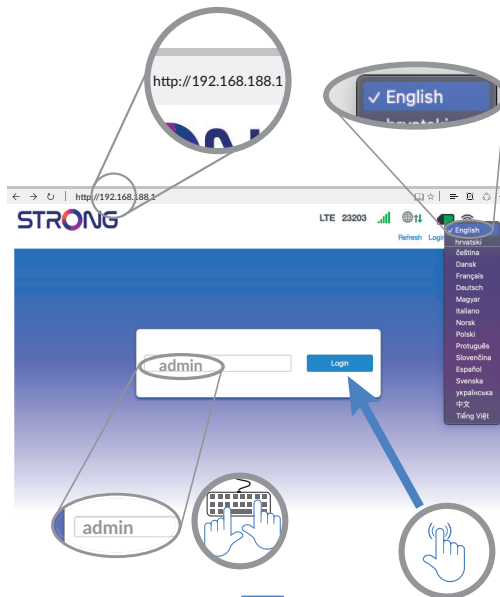 http://192.168.188.1
✓ English
hrvatski
http://192.168.188.1
STRONG
LTE 23203
Refresh Login
✓ English
hrvatski
čeština
Dansk
Français
Deutsch
Magyar
Italiano
Norsk
Polski
Protuguês
Slovenčina
Español
Svenska
українська
中文
Tiếng Việt
admin
Login
admin